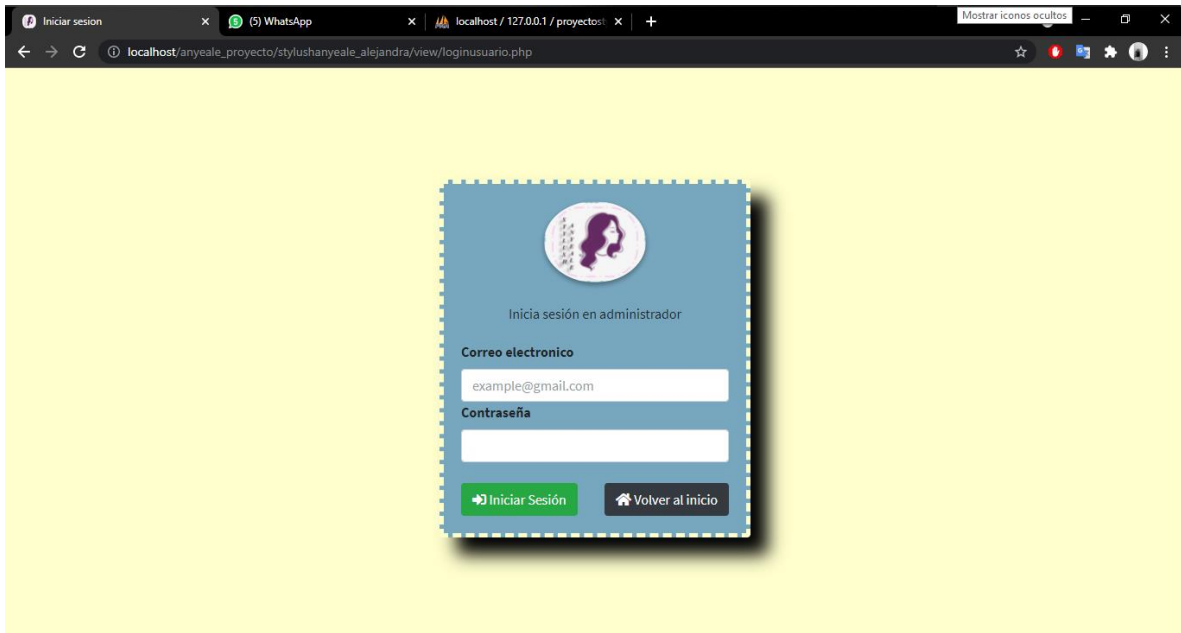 Iniciar sesion
(5) WhatsApp
localhost / 127.0.0.1 / proyectost
Mostrar iconos ocultos
localhost/anyeale_proyecto/stylushanyeale_alejandra/view/loginusuario.php
Inicia sesión en administrador
Correo electronico
example@gmail.com
Contraseña
Iniciar Sesión
Volver al inicio